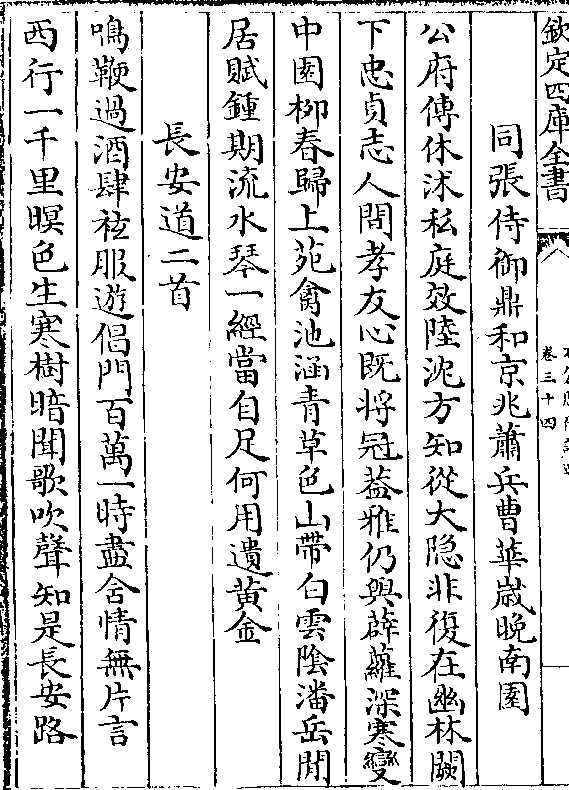 欽定四庫全書
卷三十四
同張侍御鼎和京兆蕭兵曹華歲晚南園
公府傳休沐私庭效陸沈方知從大隐非復在幽林闕
下忠貞志人間孝友心既將冠葢雅仍與薜蘿深寒變
中園柳春歸上苑禽池涵青草色山帶白雲陰潘岳閒
居賦鍾期流水琴一經當自足何用遺黄金
長安道二首
鳴鞭過酒肆袨服遊倡門百萬一時盡含情無片言
西行一千里暝色生寒樹暗聞歌吹聲知是長安路